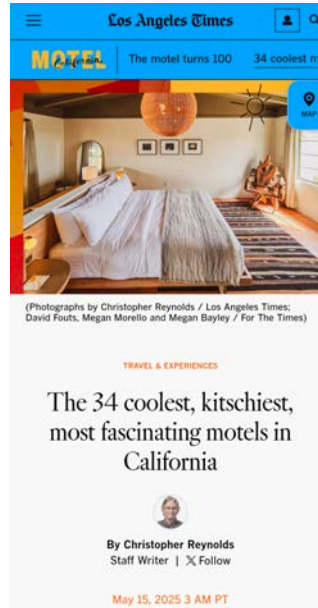 Los Angeles Times
MOTEL California
The motel turns 100
34 coolest m
MAP
(Photographs by Christopher Reynolds / Los Angeles Times;
David Fouts, Megan Morello and Megan Bayley / For The Times)
TRAVEL & EXPERIENCES
The 34 coolest, kitschiest,
most fascinating motels in
California
By Christopher Reynolds
Staff Writer | X Follow
May 15, 2025 3 AM PT